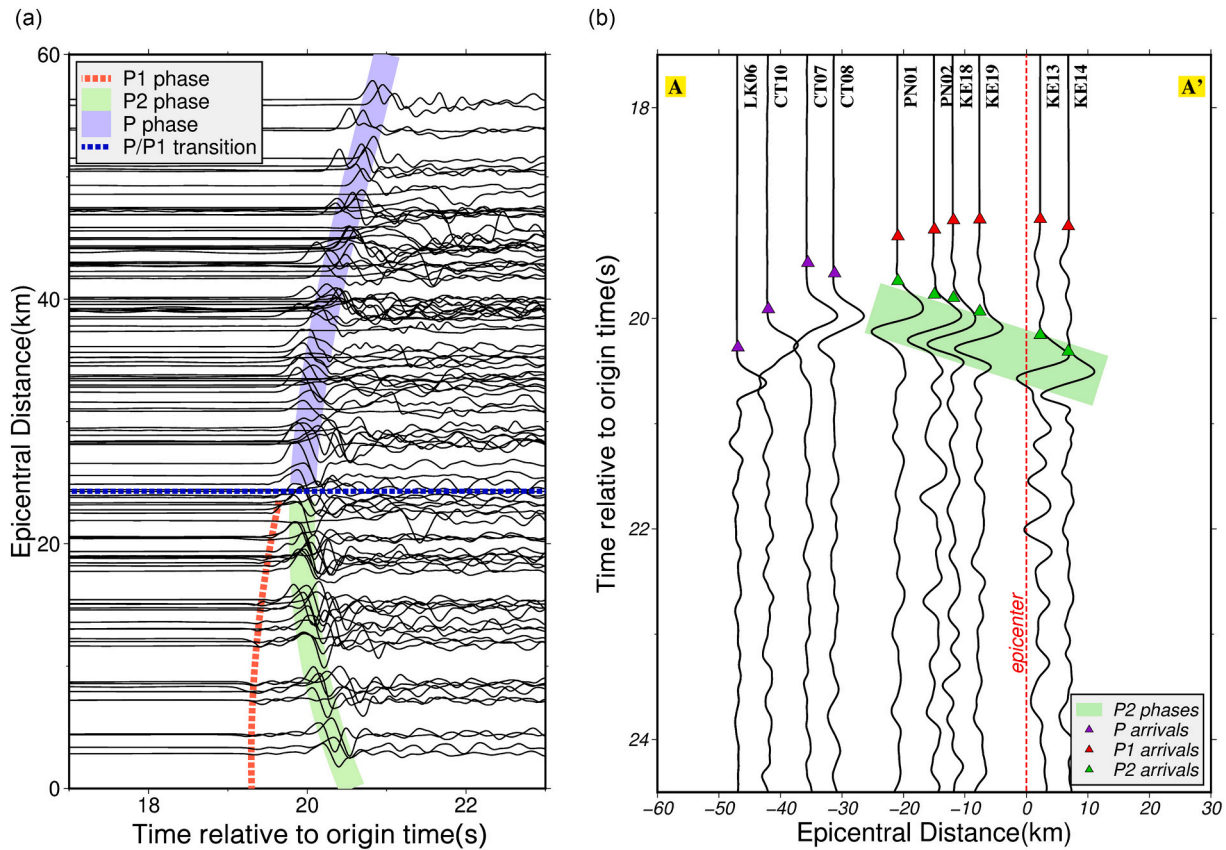 (a)
60
40
20
0
Epicentral Distance(km)
P1 phase
P2 phase
P phase
P/P1 transition
18
20
22
Time relative to origin time(s)
(b)
A
LK06
CT10
CT07
CT08
PN01
PN02
KE18
KE19
KE13
KE14
A’
18
20
22
24
Time relative to origin time(s)
epicenter
P2 phases
P arrivals
P1 arrivals
P2 arrivals
−60
−50
−40
−30
−20
−10
0
10
20
30
Epicentral Distance(km)